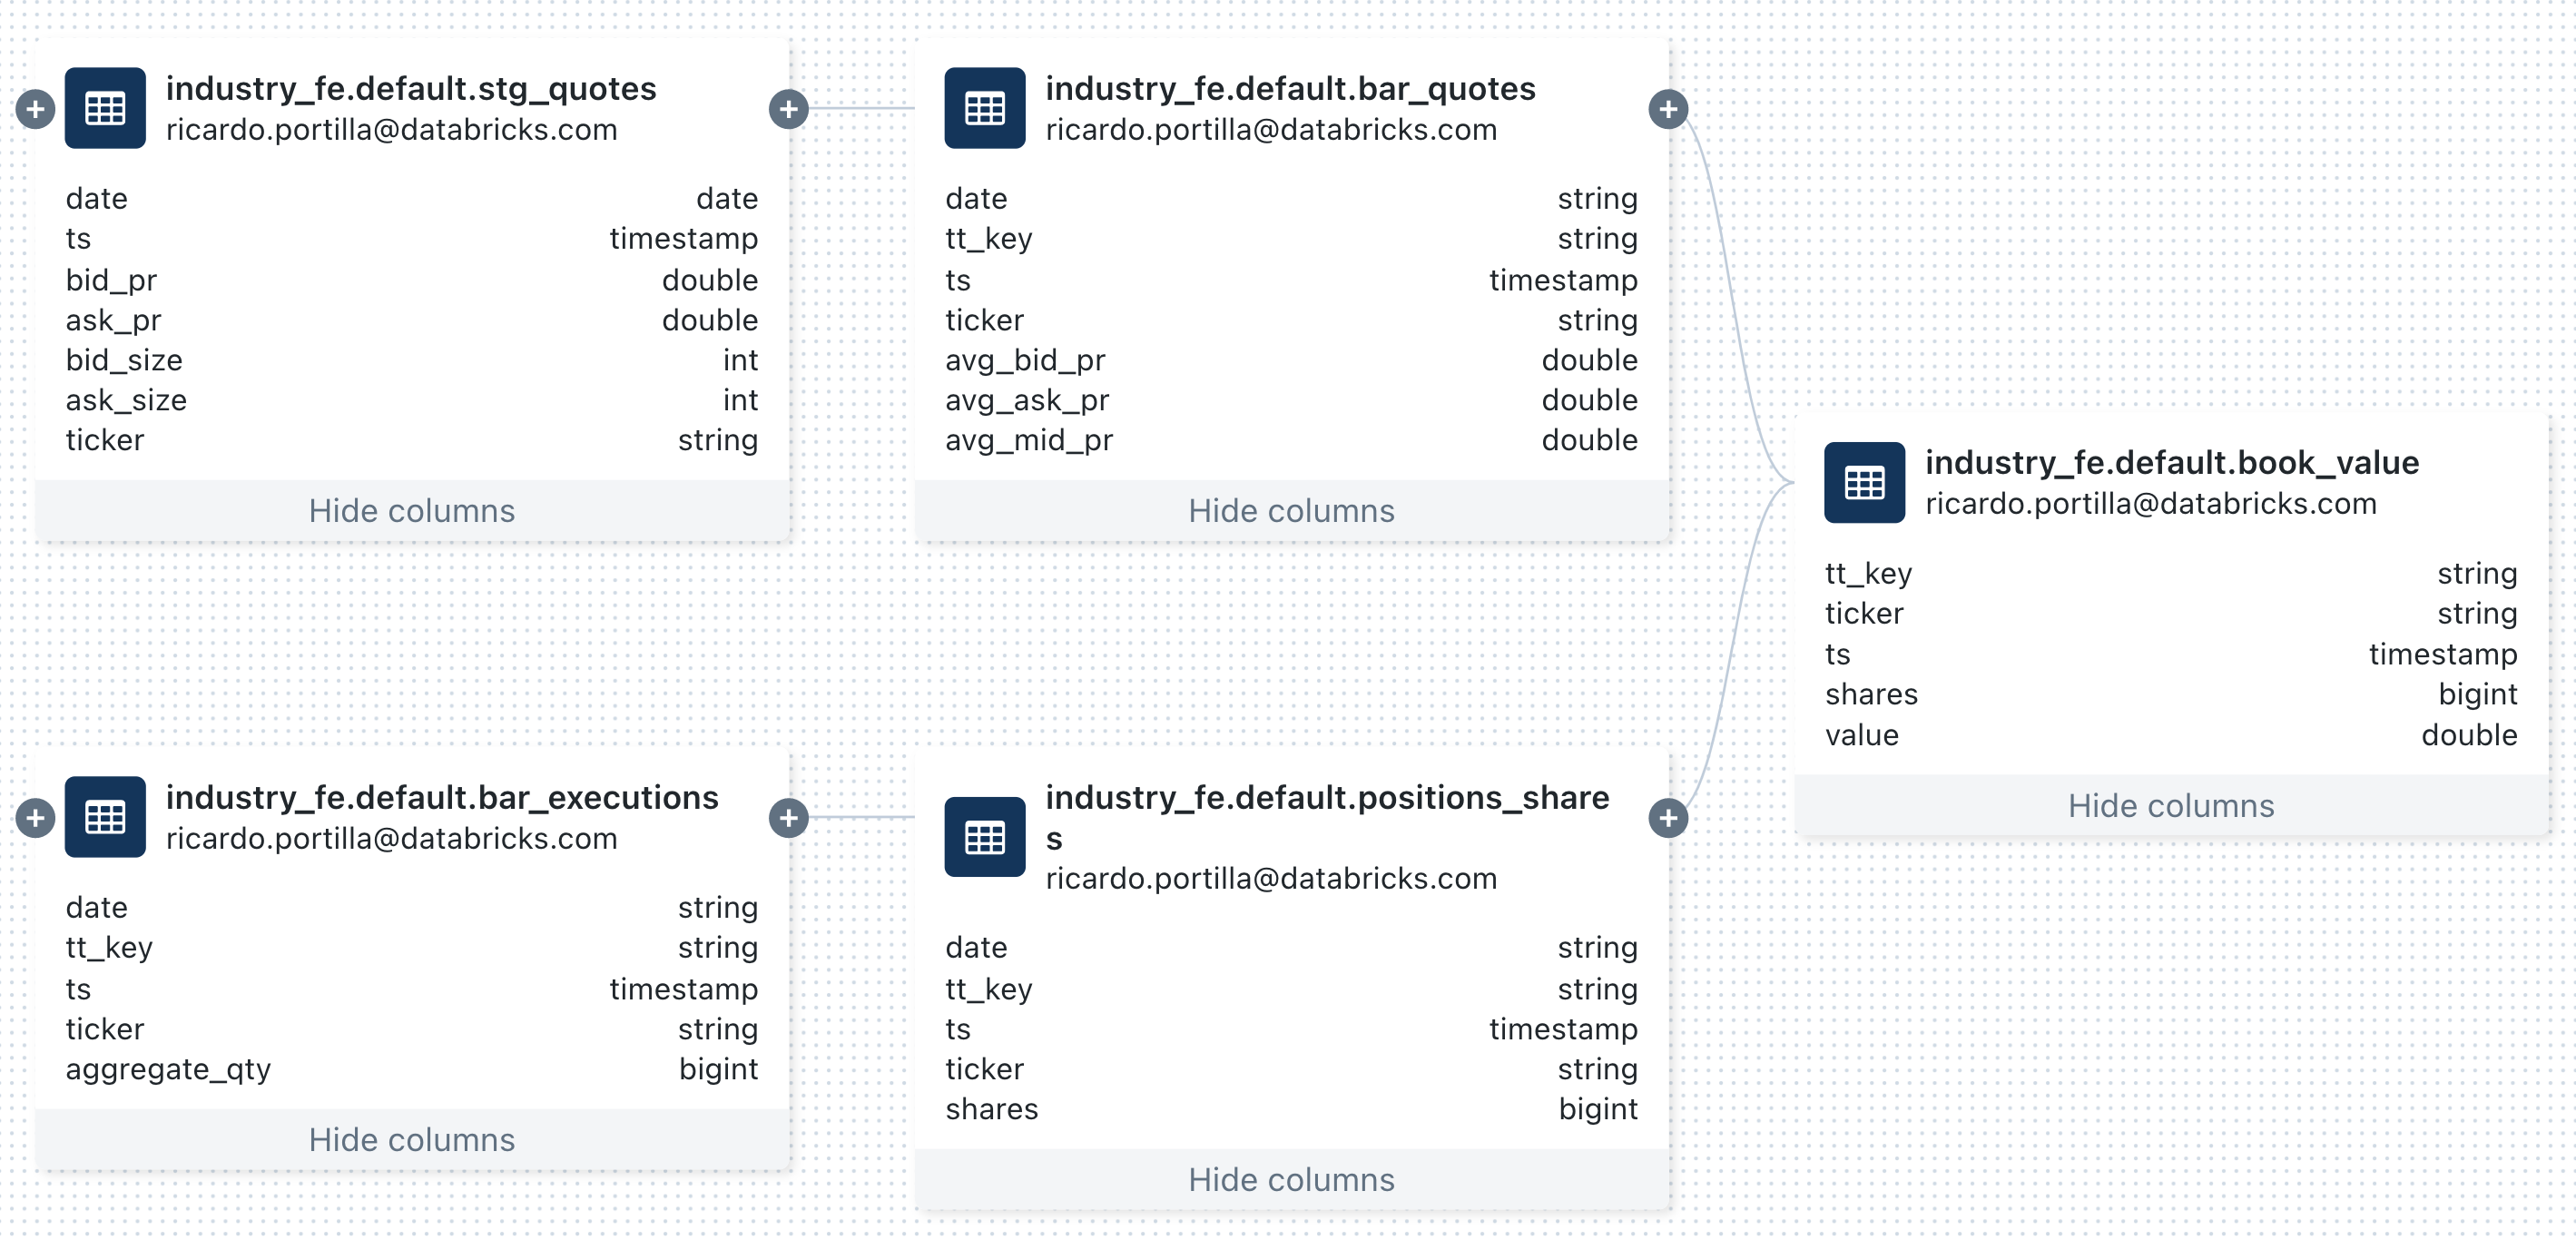 industry_fe.default.stg_quotes
ricardo.portilla@databricks.com
date date
ts timestamp
bid_pr double
ask_pr double
bid_size int
ask_size int
ticker string
Hide columns
industry_fe.default.bar_quotes
ricardo.portilla@databricks.com
date string
tt_key string
ts timestamp
ticker string
avg_bid_pr double
avg_ask_pr double
avg_mid_pr double
Hide columns
industry_fe.default.bar_executions
ricardo.portilla@databricks.com
date string
tt_key string
ts timestamp
ticker string
aggregate_qty bigint
Hide columns
industry_fe.default.positions_share
s
ricardo.portilla@databricks.com
date string
tt_key string
ts timestamp
ticker string
shares bigint
Hide columns
industry_fe.default.book_value
ricardo.portilla@databricks.com
tt_key string
ticker string
ts timestamp
shares bigint
value double
Hide columns